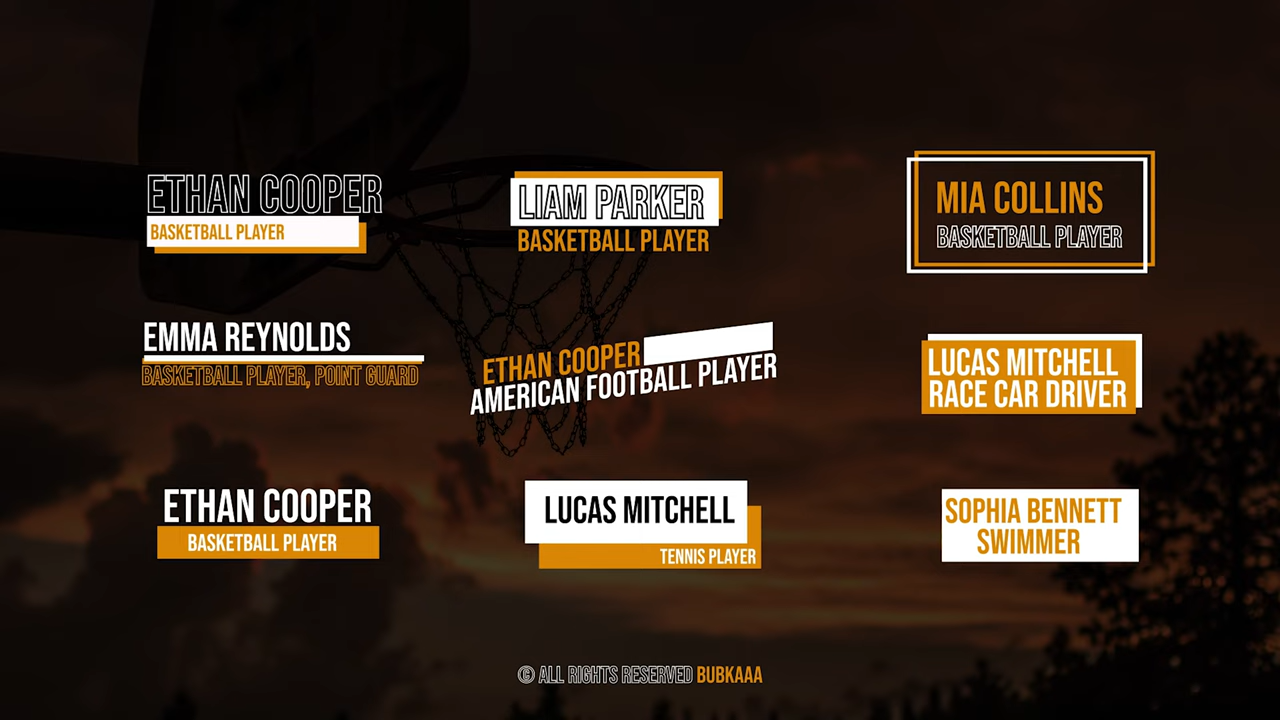 ETHAN COOPER
BASKETBALL PLAYER
LIAM PARKER
BASKETBALL PLAYER
MIA COLLINS
BASKETBALL PLAYER
EMMA REYNOLDS
BASKETBALL PLAYER, POINT GUARD
ETHAN COOPER
AMERICAN FOOTBALL PLAYER
LUCAS MITCHELL
RACE CAR DRIVER
ETHAN COOPER
BASKETBALL PLAYER
LUCAS MITCHELL
TENNIS PLAYER
SOPHIA BENNETT
SWIMMER
© ALL RIGHTS RESERVED BUBKAAA